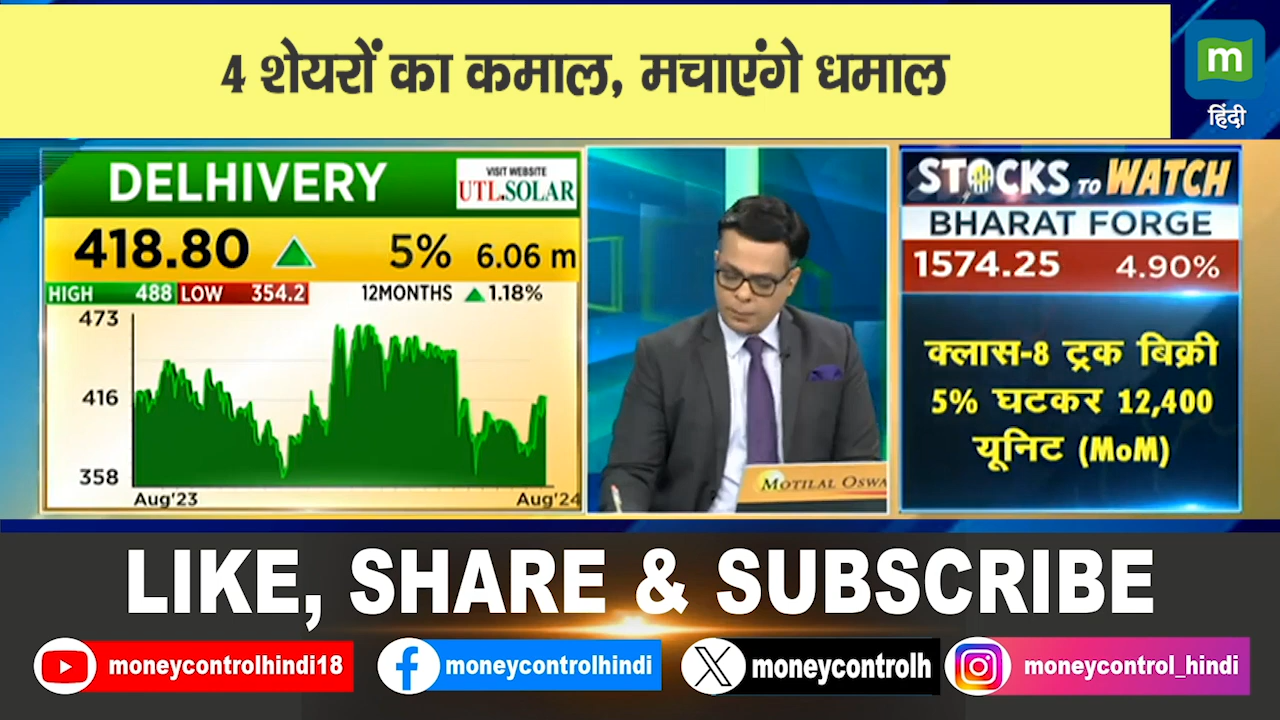 4 शेयरों का कमाल, मचाएंगे धमाल
m
हिंदी
DELHIVERY
VISIT WEBSITE
UTL.SOLAR
418.80 5% 6.06 m
HIGH 488 LOW 354.2 12MONTHS 1.18%
473
416
358
Aug'23 Aug'24
MOTILAL OSWA
STOCKS TO WATCH
BHARAT FORGE
1574.25 4.90%
क्लास-8 ट्रक बिक्री
5% घटकर 12,400
यूनिट (MoM)
LIKE, SHARE & SUBSCRIBE
moneycontrolhindi18 moneycontrolhindi moneycontrolh moneycontrol_hindi